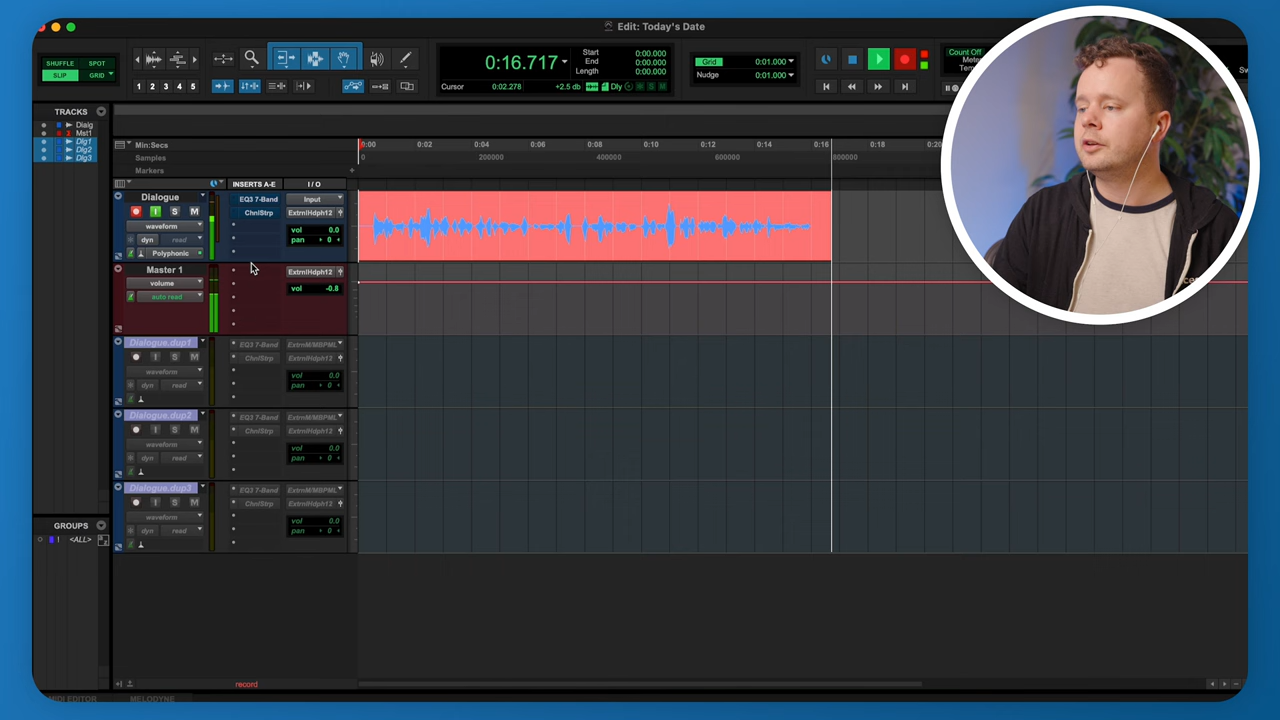 Edit: Today's Date
SHUFFLE SPOT
SLIP GRID
1 2 3 4 5
0:16.717
Start 0:00.000
End 0:00.000
Length 0:00.000
Cursor 0:02.278 +2.5 db Dly S M
Grid 0:01.000
Nudge 0:01.000
Count Off
Meter
TRACKS
Dialg
Mst1
Dlg1
Dlg2
Dlg3
Min:Secs 0:00 0:02 0:04 0:06 0:08 0:10 0:12 0:14 0:16 0:18
Samples 0 200000 400000 600000 800000
Markers
INSERTS A-E I / O
Dialogue EQ3 7-Band Input
I S M ChnlStrp ExtrnlHdph12
waveform vol 0.0
dyn read pan 0
Polyphonic
Master 1 ExtrnlHdph12
volume vol -0.8
auto read
Dialogue.dup1 EQ3 7-Band ExtrnM/MBPML
I S M ChnlStrp ExtrnlHdph12
waveform vol 0.0
dyn read pan 0
Dialogue.dup2 EQ3 7-Band ExtrnM/MBPML
I S M ChnlStrp ExtrnlHdph12
waveform vol 0.0
dyn read pan 0
Dialogue.dup3 EQ3 7-Band ExtrnM/MBPML
I S M ChnlStrp ExtrnlHdph12
waveform vol 0.0
dyn read pan 0
GROUPS
! <ALL>
record
MIDI EDITOR MELODYNE